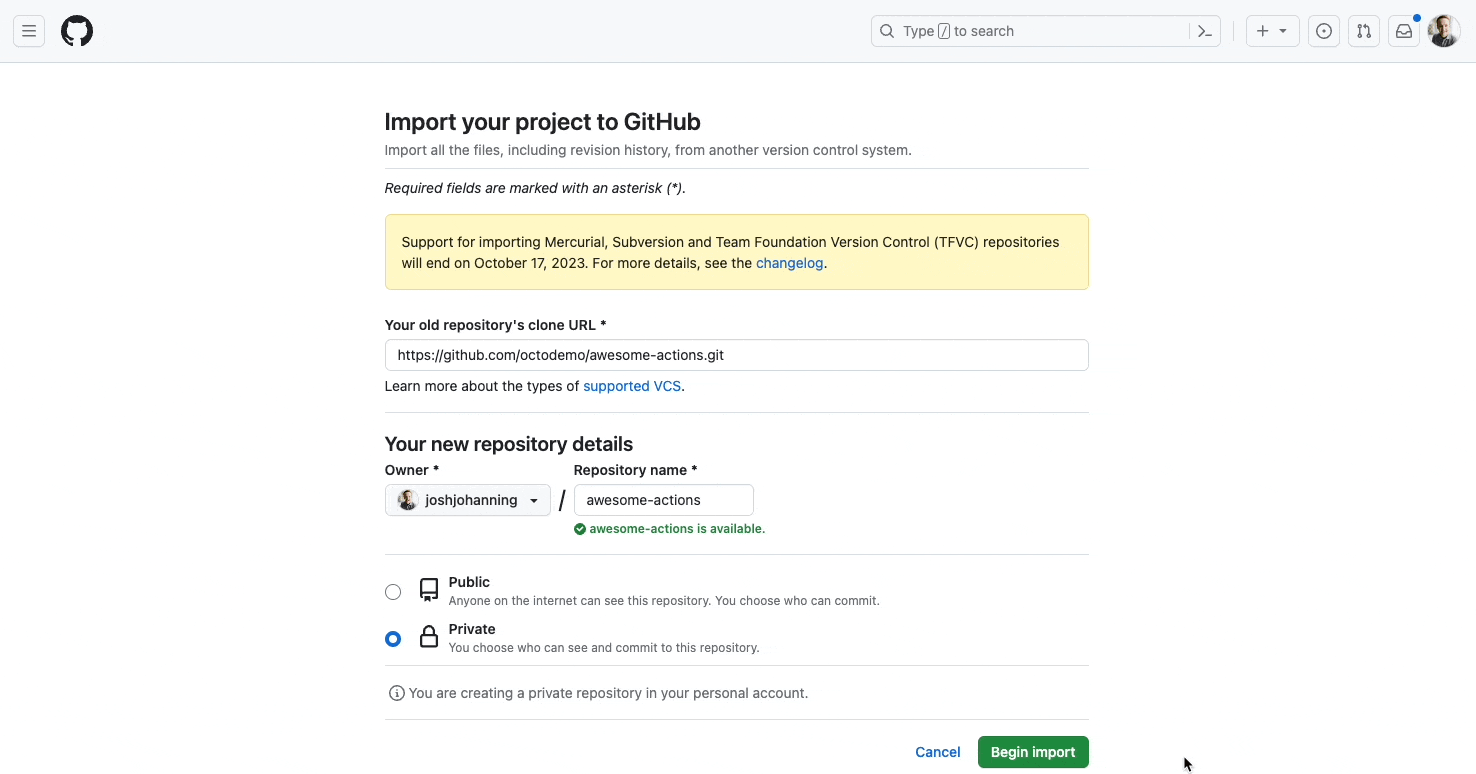 Type / to search
Import your project to GitHub
Import all the files, including revision history, from another version control system.
Required fields are marked with an asterisk (*).
Support for importing Mercurial, Subversion and Team Foundation Version Control (TFVC) repositories
will end on October 17, 2023. For more details, see the changelog.
Your old repository's clone URL *
https://github.com/octodemo/awesome-actions.git
Learn more about the types of supported VCS.
Your new repository details
Owner * Repository name *
joshjohanning / awesome-actions
awesome-actions is available.
Public
Anyone on the internet can see this repository. You choose who can commit.
Private
You choose who can see and commit to this repository.
You are creating a private repository in your personal account.
Cancel Begin import